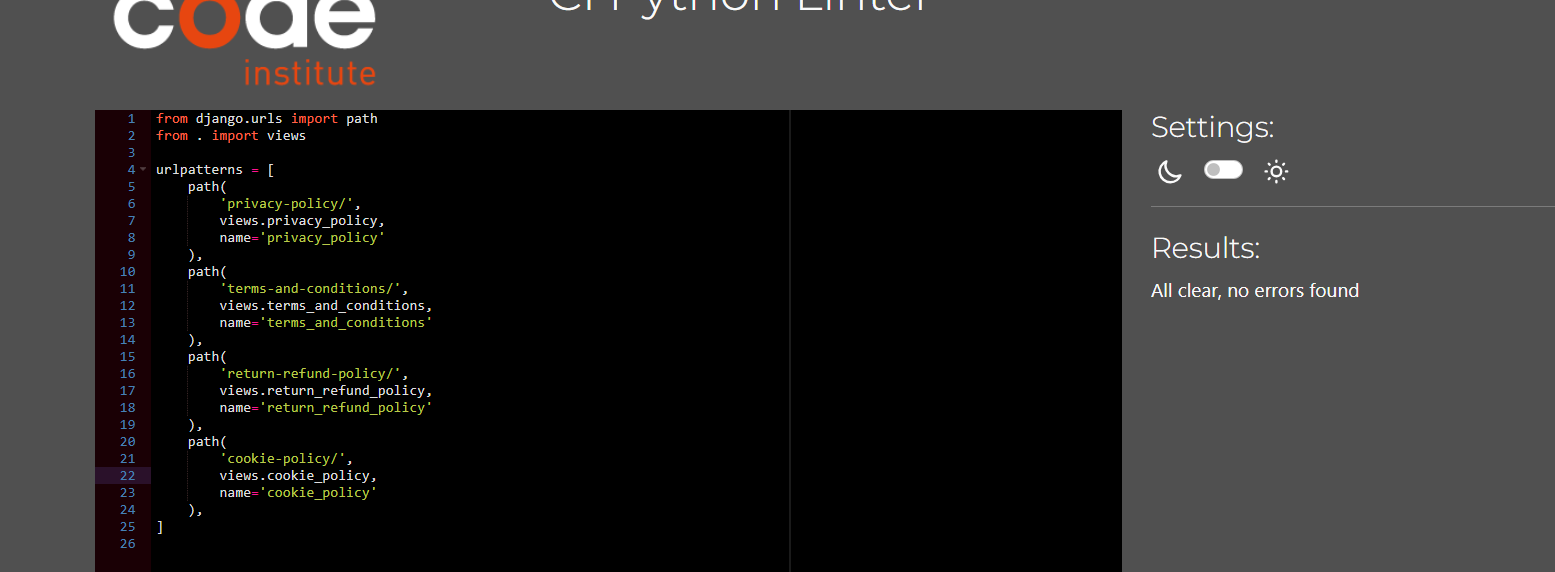 code
institute
CI Python Linter
1 from django.urls import path
2 from . import views
3
4 urlpatterns = [
5     path(
6         'privacy-policy/',
7         views.privacy_policy,
8         name='privacy_policy'
9     ),
10     path(
11         'terms-and-conditions/',
12         views.terms_and_conditions,
13         name='terms_and_conditions'
14     ),
15     path(
16         'return-refund-policy/',
17         views.return_refund_policy,
18         name='return_refund_policy'
19     ),
20     path(
21         'cookie-policy/',
22         views.cookie_policy,
23         name='cookie_policy'
24     ),
25 ]
26
Settings:
Results:
All clear, no errors found